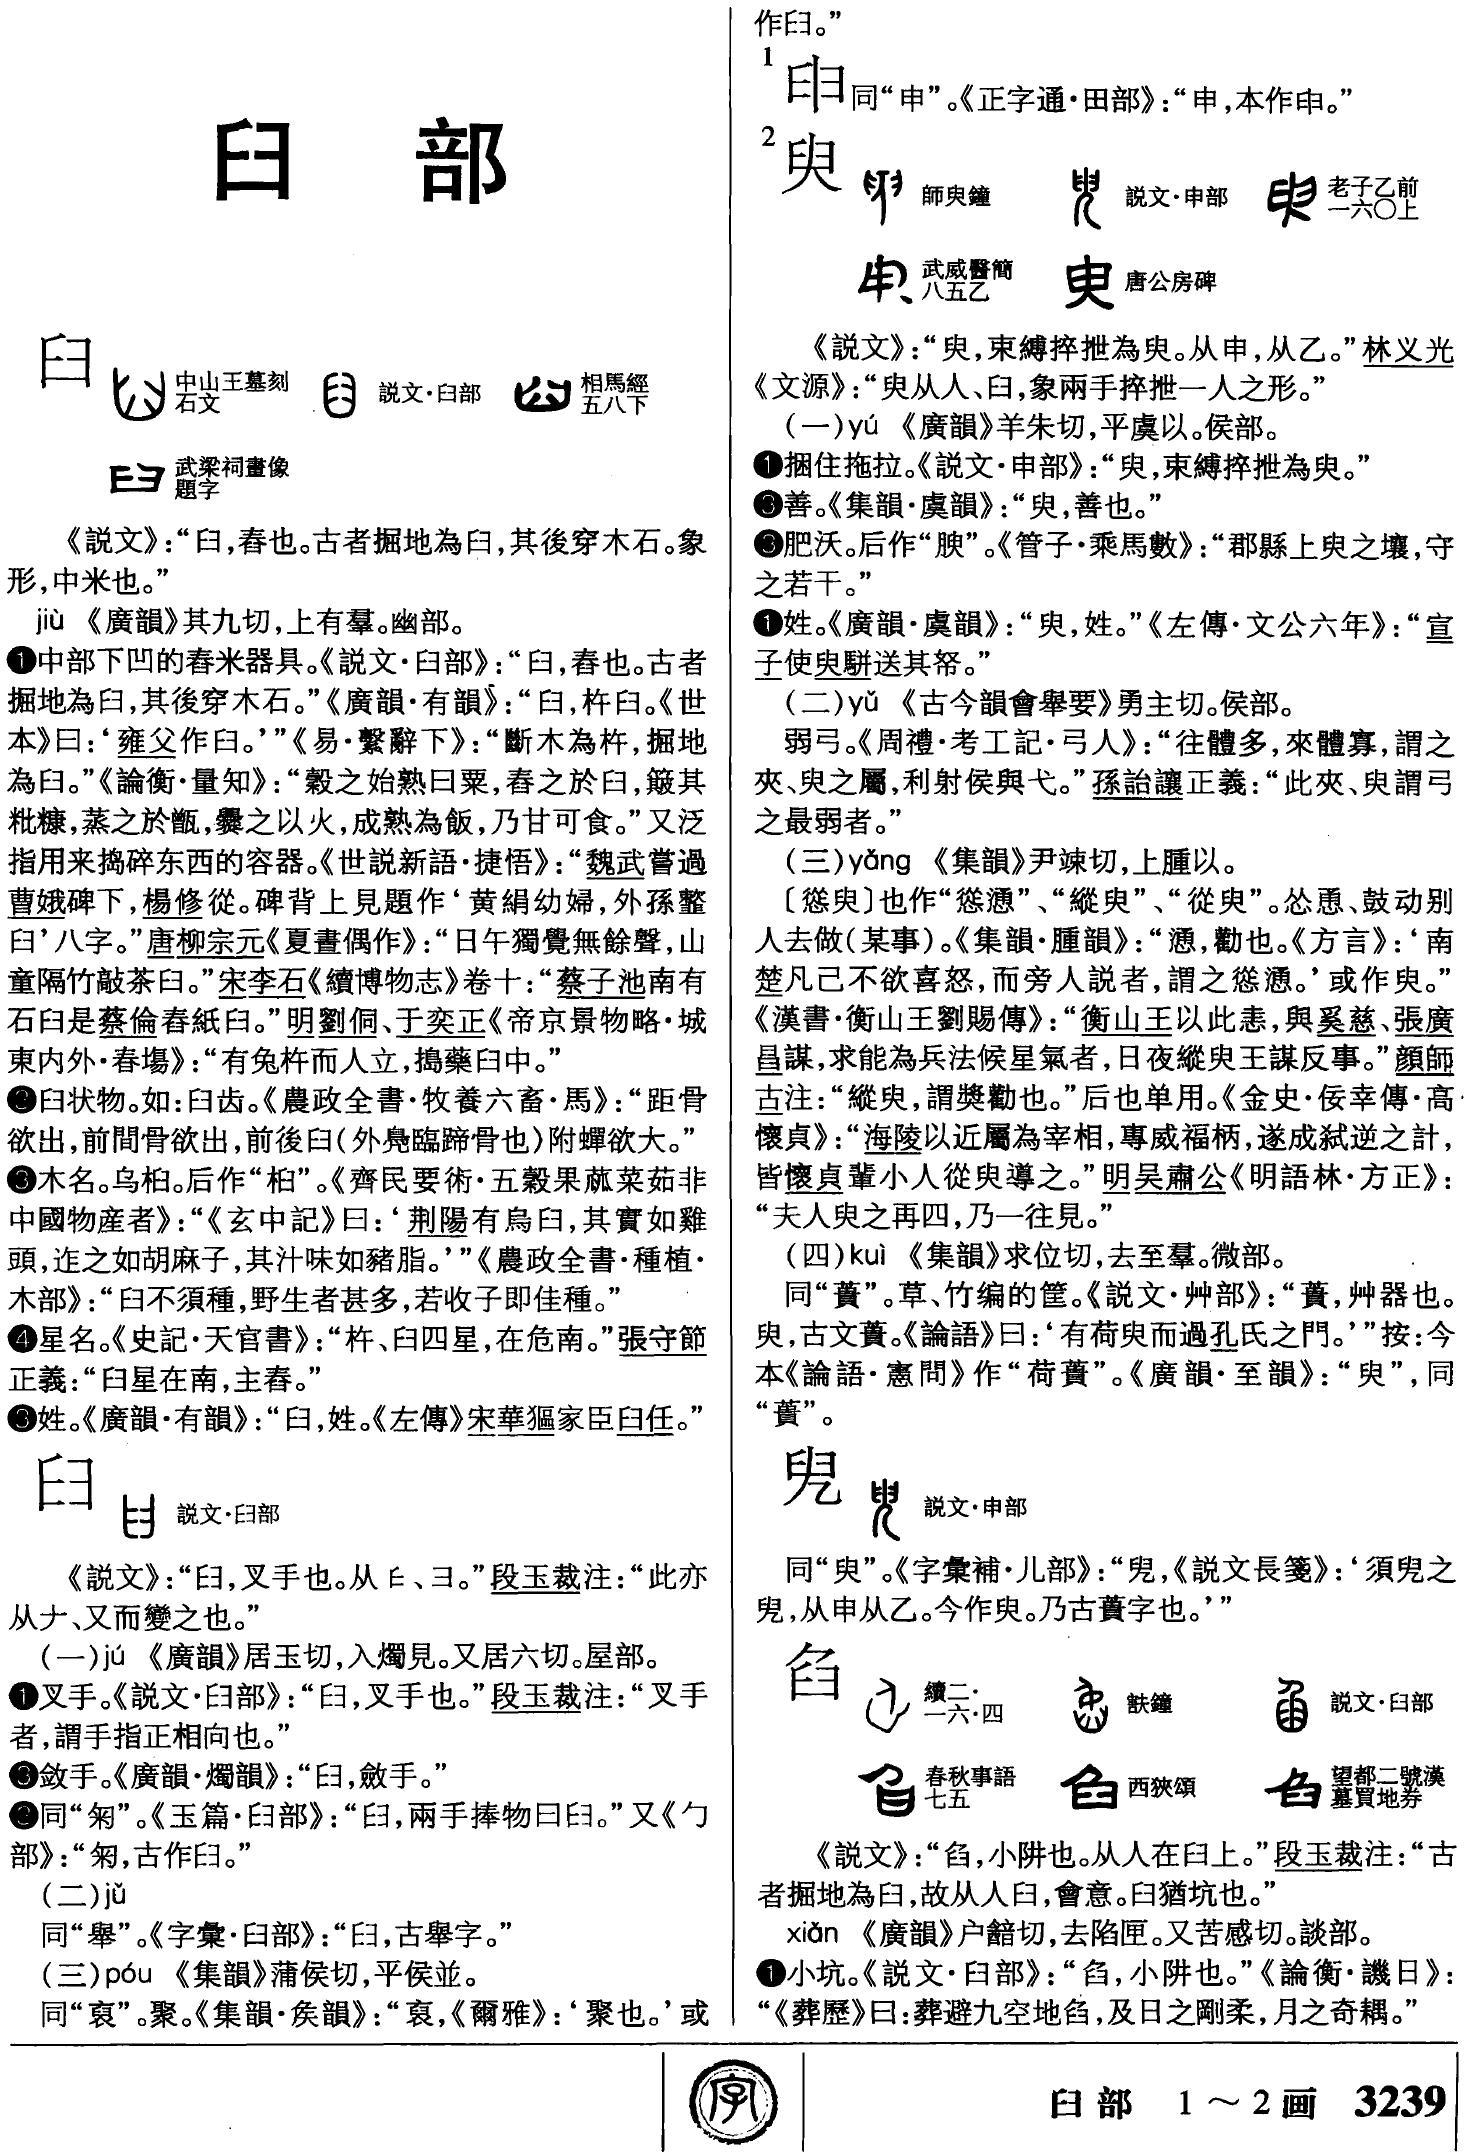 臼部
臼
中山王墓刻
石文
説文·臼部
相馬經
五八下
武梁祠畫像
題字
《説文》:“臼,舂也。古者掘地為臼,其後穿木石。象
形,中米也。”
jiù 《廣韻》其九切,上有羣。幽部。
❶中部下凹的舂米器具。《説文·臼部》:“臼,舂也。古者
掘地為臼,其後穿木石。”《廣韻·有韻》:“臼,杵臼。《世
本》曰:‘雍父作臼。’”《易·繫辭下》:“斷木為杵,掘地
為臼。”《論衡·量知》:“穀之始熟曰粟,舂之於臼,簸其
粃糠,蒸之於甑,爨之以火,成熟為飯,乃甘可食。”又泛
指用来捣碎东西的容器。《世説新語·捷悟》:“魏武嘗過
曹娥碑下,楊修從。碑背上見題作‘黄絹幼婦,外孫䪡
臼’八字。”唐柳宗元《夏晝偶作》:“日午獨覺無餘聲,山
童隔竹敲茶臼。”宋李石《續博物志》卷十:“蔡子池南有
石臼是蔡倫舂紙臼。”明劉侗、于奕正《帝京景物略·城
東内外·春場》:“有兔杵而人立,搗藥臼中。”
❷臼状物。如:臼齿。《農政全書·牧養六畜·馬》:“距骨
欲出,前間骨欲出,前後臼(外鳧臨蹄骨也)附蟬欲大。”
❸木名。乌桕。后作“桕”。《齊民要術·五穀果蓏菜茹非
中國物産者》:“《玄中記》曰:‘荆陽有烏臼,其實如雞
頭,迮之如胡麻子,其汁味如豬脂。’”《農政全書·種植·
木部》:“臼不須種,野生者甚多,若收子即佳種。”
❹星名。《史記·天官書》:“杵、臼四星,在危南。”張守節
正義:“臼星在南,主舂。”
❸姓。《廣韻·有韻》:“臼,姓。《左傳》宋華貙家臣臼任。”
𦥑
説文·𦥑部
《説文》:“𦥑,叉手也。从𠂈、彐。”段玉裁注:“此亦
从ナ、又而變之也。”
(一)jú 《廣韻》居玉切,入燭見。又居六切。屋部。
❶叉手。《説文·𦥑部》:“𦥑,叉手也。”段玉裁注:“叉手
者,謂手指正相向也。”
❸敛手。《廣韻·燭韻》:“𦥑,斂手。”
❷同“匊”。《玉篇·𦥑部》:“𦥑,兩手捧物曰𦥑。”又《勹
部》:“匊,古作𦥑。”
(二)jǔ
同“舉”。《字彙·臼部》:“𦥑,古舉字。”
(三)póu 《集韻》蒲侯切,平侯並。
同“裒”。聚。《集韻·矦韻》:“裒,《爾雅》:‘聚也。’或
作𦥑。”
1
𦥔同“申”。《正字通·田部》:“申,本作𦥔。”
2
臾
師臾鐘
説文·申部
老子乙前
一六〇上
武威醫簡
八五乙
唐公房碑
《説文》:“臾,束縛捽抴為臾。从申,从乙。”林义光
《文源》:“臾从人、臼,象兩手捽抴一人之形。”
(一)yú 《廣韻》羊朱切,平虞以。侯部。
❶捆住拖拉。《説文·申部》:“臾,束縛捽抴為臾。”
❸善。《集韻·虞韻》:“臾,善也。”
❸肥沃。后作“腴”。《管子·乘馬數》:“郡縣上臾之壤,守
之若干。”
❶姓。《廣韻·虞韻》:“臾,姓。”《左傳·文公六年》:“宣
子使臾駢送其帑。”
(二)yǔ 《古今韻會舉要》勇主切。侯部。
弱弓。《周禮·考工記·弓人》:“往體多,來體寡,謂之
夾、臾之屬,利射侯與弋。”孫詒讓正義:“此夾、臾謂弓
之最弱者。”
(三)yǒng 《集韻》尹竦切,上腫以。
〔慫臾〕也作“慫慂”、“縱臾”、“從臾”。怂恿、鼓动别
人去做(某事)。《集韻·腫韻》:“慂,勸也。《方言》:‘南
楚凡己不欲喜怒,而旁人説者,謂之慫慂。’或作臾。”
《漢書·衡山王劉賜傳》:“衡山王以此恚,與奚慈、張廣
昌謀,求能為兵法候星氣者,日夜縱臾王謀反事。”顔師
古注:“縱臾,謂奬勸也。”后也单用。《金史·佞幸傳·高
懷貞》:“海陵以近屬為宰相,專威福柄,遂成弑逆之計,
皆懷貞輩小人從臾導之。”明吴肅公《明語林·方正》:
“夫人臾之再四,乃一往見。”
(四)kuì 《集韻》求位切,去至羣。微部。
同“蕢”。草、竹编的筐。《説文·艸部》:“蕢,艸器也。
臾,古文蕢。《論語》曰:‘有荷臾而過孔氏之門。’”按:今
本《論語·憲問》作“荷蕢”。《廣韻·至韻》:“臾”,同
“蕢”。
㕈
説文·申部
同“臾”。《字彙補·儿部》:“㕈,《説文長箋》:‘須㕈之
㕈,从申从乙。今作臾。乃古蕢字也。’”
臽
續二·
一六·四
㝬鐘
説文·臼部
春秋事語
七五
西狹頌
望都二號漢
墓買地券
《説文》:“臽,小阱也。从人在臼上。”段玉裁注:“古
者掘地為臼,故从人臼,會意。臼猶坑也。”
xiàn 《廣韻》户韽切,去陷匣。又苦感切。談部。
❶小坑。《説文·臼部》:“臽,小阱也。”《論衡·譏日》:
“《葬歷》曰:葬避九空地臽,及日之剛柔,月之奇耦。”
字
臼部 1～2画 3239